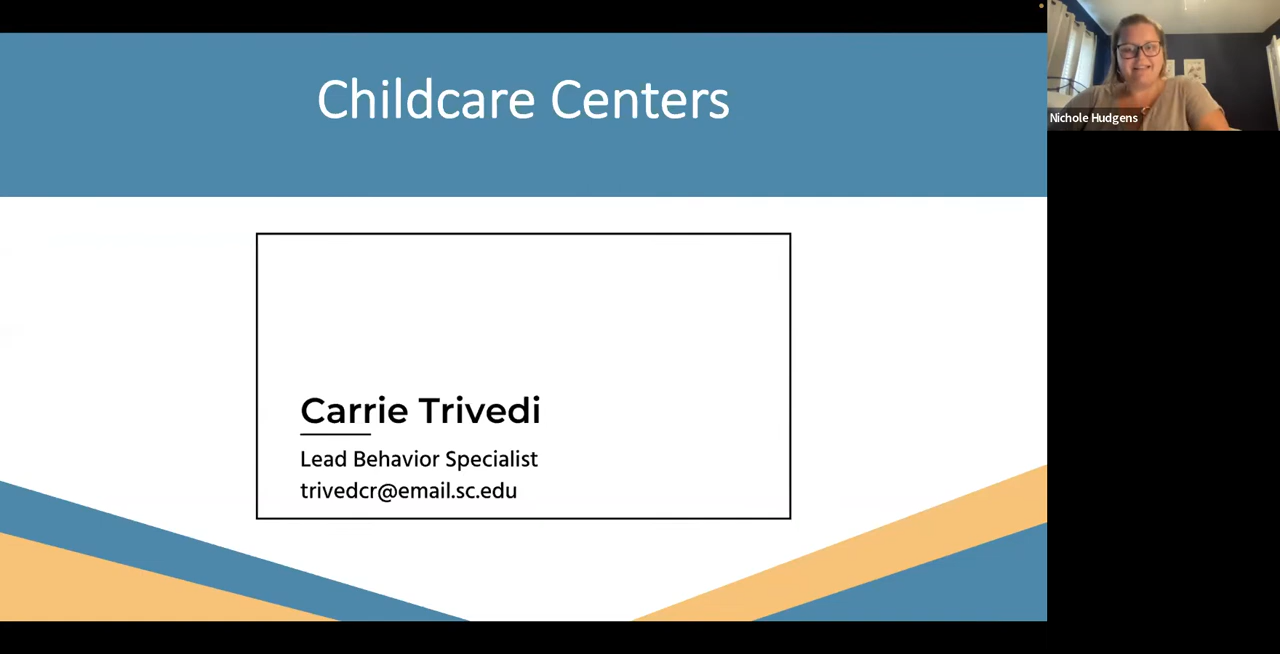 Childcare Centers
Nichole Hudgens
Carrie Trivedi
Lead Behavior Specialist
trivedcr@email.sc.edu